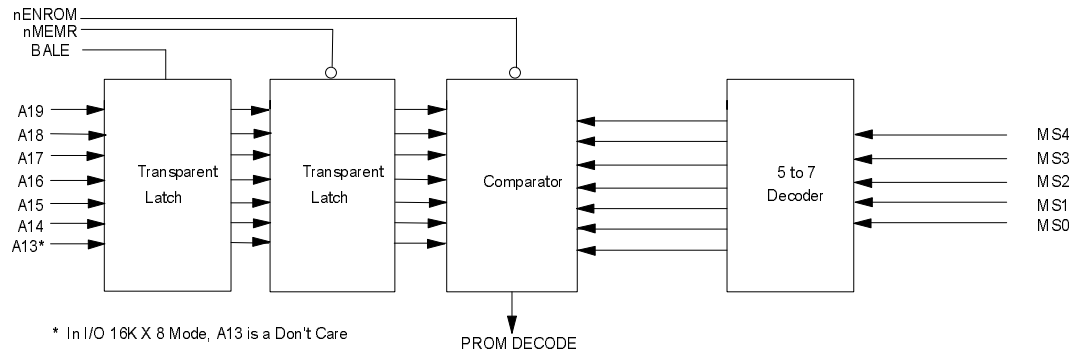 nENROM
nMEMR
BALE
A19
A18
A17
A16
A15
A14
A13*
Transparent
Latch
Transparent
Latch
Comparator
5 to 7
Decoder
MS4
MS3
MS2
MS1
MS0
* In I/O 16K X 8 Mode, A13 is a Don't Care
PROM DECODE